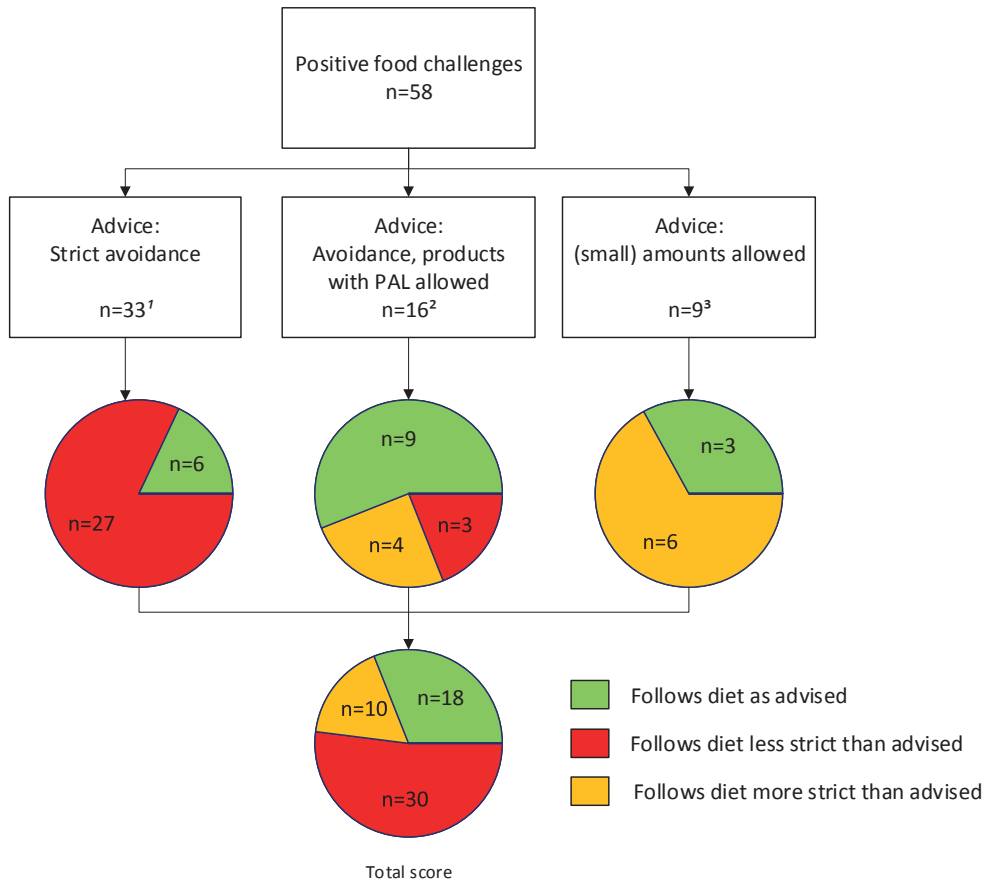 Positive food challenges
n=58
Advice:
Strict avoidance
n=33¹
Advice:
Avoidance, products
with PAL allowed
n=16²
Advice:
(small) amounts allowed
n=9³
n=6
n=27
n=9
n=4
n=3
n=3
n=6
n=10
n=18
n=30
Total score
Follows diet as advised
Follows diet less strict than advised
Follows diet more strict than advised